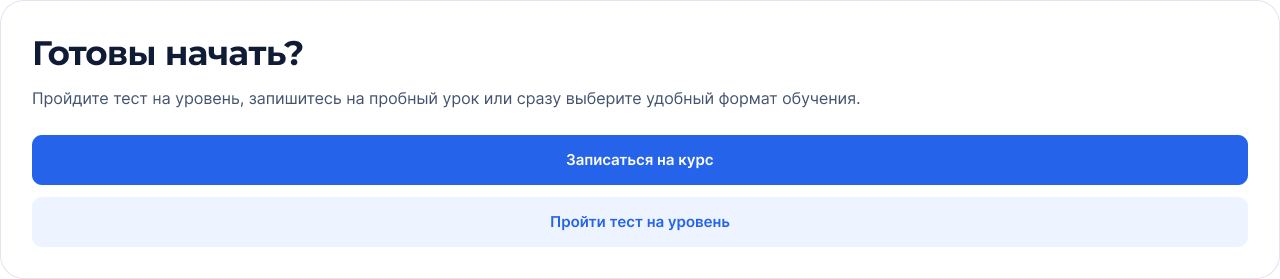 Готовы начать?
Пройдите тест на уровень, запишитесь на пробный урок или сразу выберите удобный формат обучения.
Записаться на курс
Пройти тест на уровень